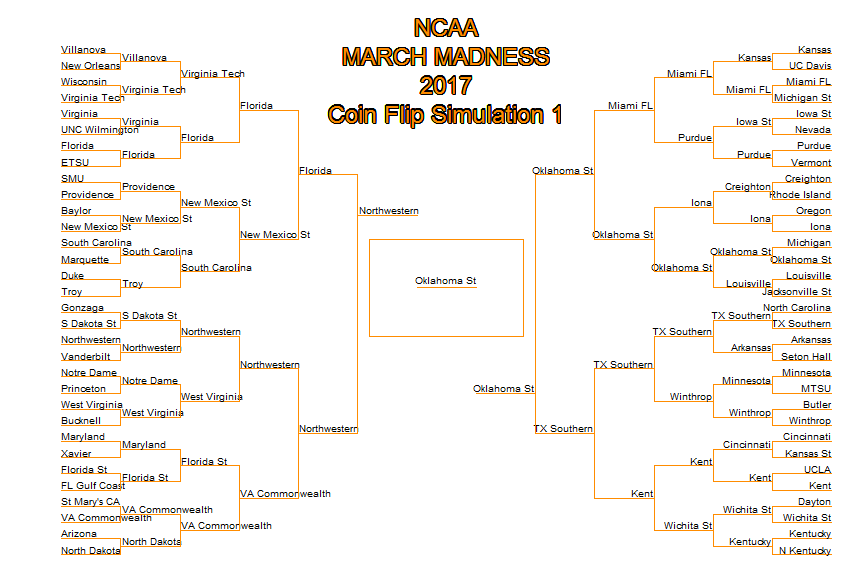 NCAA
MARCH MADNESS
2017
Coin Flip Simulation 1
Villanova
New Orleans
Wisconsin
Virginia Tech
Virginia
UNC Wilmington
Florida
ETSU
SMU
Providence
Baylor
New Mexico St
South Carolina
Marquette
Duke
Troy
Gonzaga
S Dakota St
Northwestern
Vanderbilt
Notre Dame
Princeton
West Virginia
Bucknell
Maryland
Xavier
Florida St
FL Gulf Coast
St Mary's CA
VA Commonwealth
Arizona
North Dakota
Villanova
Virginia Tech
Virginia
Florida
Providence
New Mexico St
South Carolina
Troy
S Dakota St
Northwestern
Notre Dame
West Virginia
Maryland
Florida St
VA Commonwealth
North Dakota
Virginia Tech
Florida
New Mexico St
South Carolina
Northwestern
West Virginia
Florida St
VA Commonwealth
Florida
New Mexico St
Northwestern
VA Commonwealth
Florida
Northwestern
Northwestern
Oklahoma St
Oklahoma St
Oklahoma St
TX Southern
Miami FL
Oklahoma St
TX Southern
Kent
Miami FL
Purdue
Iona
Oklahoma St
TX Southern
Winthrop
Kent
Wichita St
Kansas
Miami FL
Iowa St
Purdue
Creighton
Iona
Oklahoma St
Louisville
TX Southern
Arkansas
Minnesota
Winthrop
Cincinnati
Kent
Wichita St
Kentucky
Kansas
UC Davis
Miami FL
Michigan St
Iowa St
Nevada
Purdue
Vermont
Creighton
Rhode Island
Oregon
Iona
Michigan
Oklahoma St
Louisville
Jacksonville St
North Carolina
TX Southern
Arkansas
Seton Hall
Minnesota
MTSU
Butler
Winthrop
Cincinnati
Kansas St
UCLA
Kent
Dayton
Wichita St
Kentucky
N Kentucky